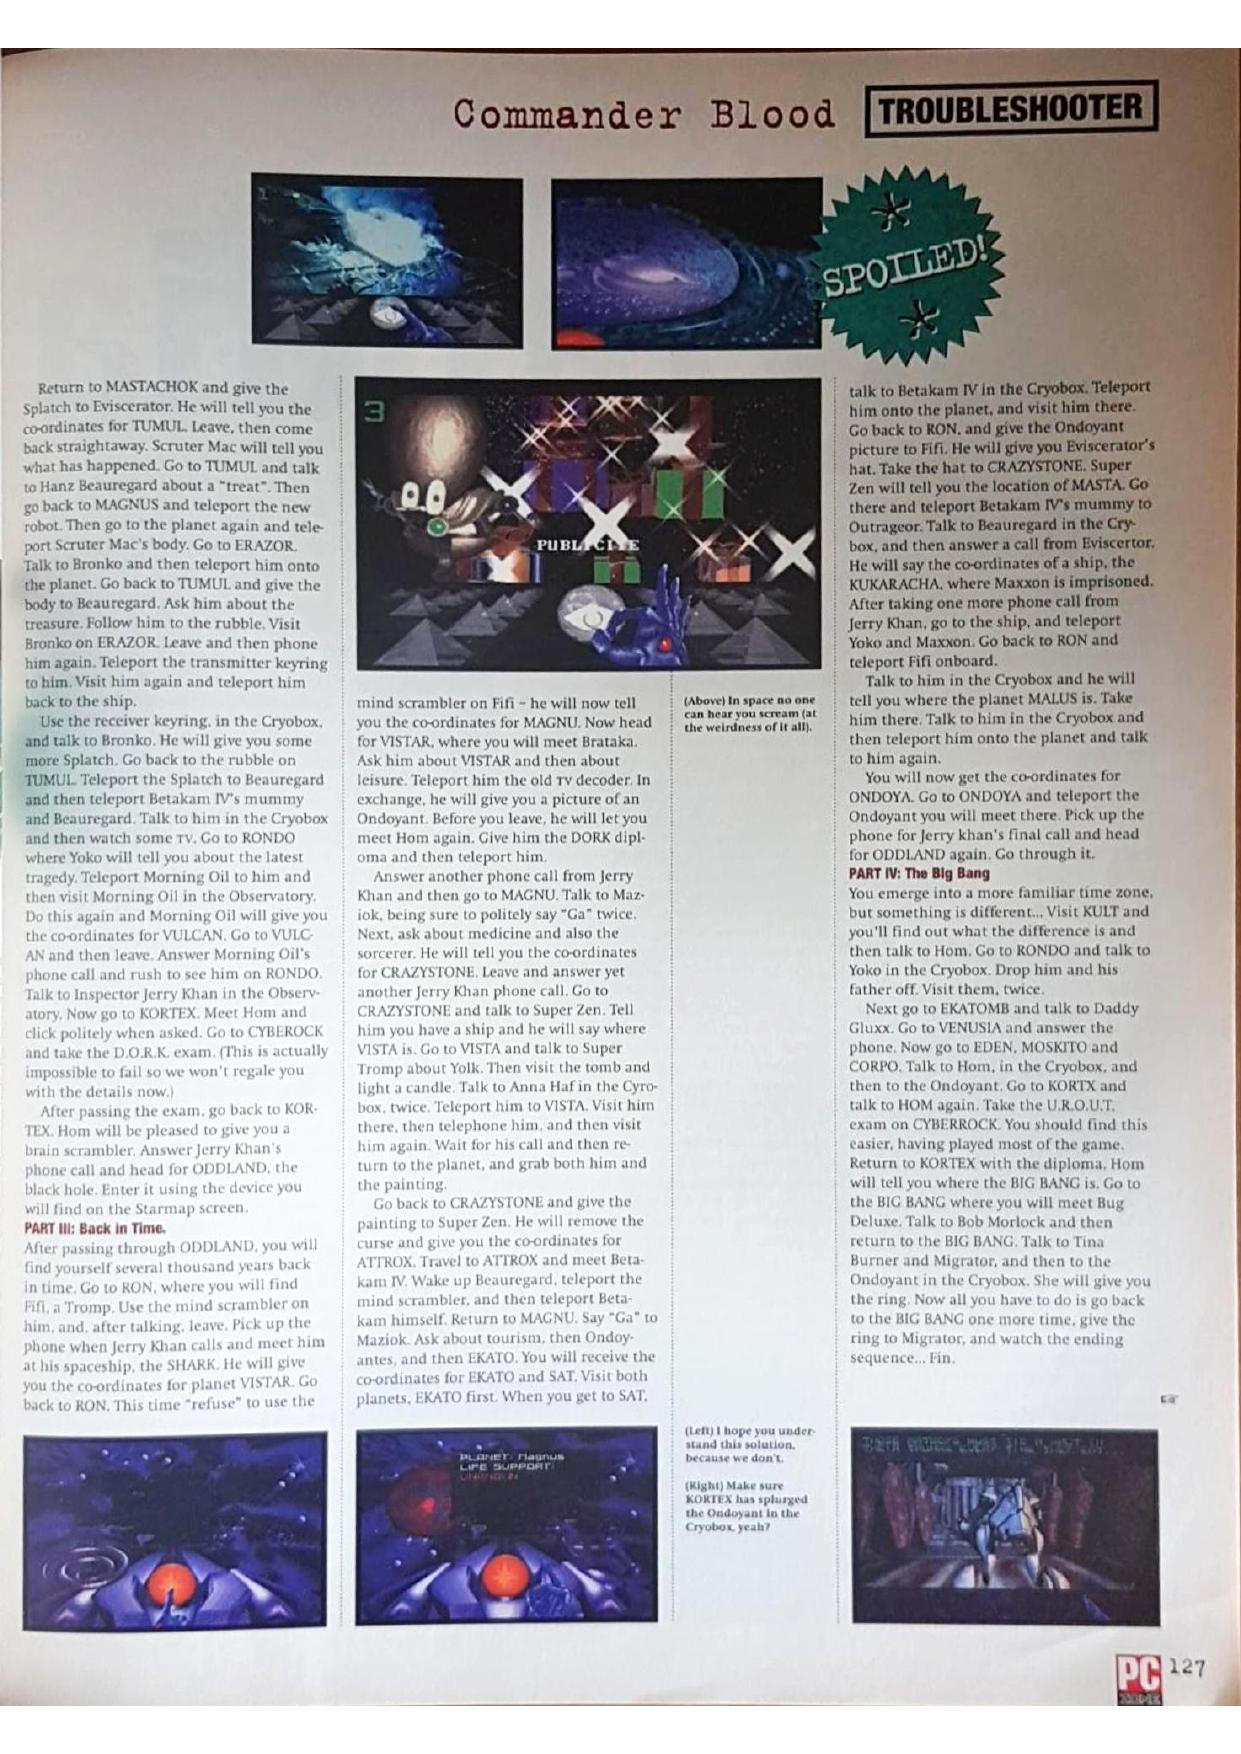 Commander Blood TROUBLESHOOTER
SPOILED!
Return to MASTACHOK and give the
Splatch to Eviscerator. He will tell you the
co-ordinates for TUMUL. Leave, then come
back straightaway. Scruter Mac will tell you
what has happened. Go to TUMUL and talk
to Hanz Beauregard about a "treat". Then
go back to MAGNUS and teleport the new
robot. Then go to the planet again and tele-
port Scruter Mac's body. Go to ERAZOR.
Talk to Bronko and then teleport him onto
the planet. Go back to TUMUL and give the
body to Beauregard. Ask him about the
treasure. Follow him to the rubble. Visit
Bronko on ERAZOR. Leave and then phone
him again. Teleport the transmitter keyring
to him. Visit him again and teleport him
back to the ship.
Use the receiver keyring, in the Cryobox,
and talk to Bronko. He will give you some
more Splatch. Go back to the rubble on
TUMUL. Teleport the Splatch to Beauregard
and then teleport Betakam IV's mummy
and Beauregard. Talk to him in the Cryobox
and then watch some TV. Go to RONDO
where Yoko will tell you about the latest
tragedy. Teleport Morning Oil to him and
then visit Morning Oil in the Observatory.
Do this again and Morning Oil will give you
the co-ordinates for VULCAN. Go to VULC-
AN and then leave. Answer Morning Oil's
phone call and rush to see him on RONDO.
Talk to Inspector Jerry Khan in the Observ-
atory. Now go to KORTEX. Meet Hom and
click politely when asked. Go to CYBEROCK
and take the D.O.R.K. exam. (This is actually
impossible to fail so we won't regale you
with the details now.)
After passing the exam, go back to KOR-
TEX. Hom will be pleased to give you a
brain scrambler. Answer Jerry Khan's
phone call and head for ODDLAND, the
black hole. Enter it using the device you
will find on the Starmap screen.
PART III: Back in Time.
After passing through ODDLAND, you will
find yourself several thousand years back
in time. Go to RON, where you will find
Fifi, a Tromp. Use the mind scrambler on
him, and, after talking, leave. Pick up the
phone when Jerry Khan calls and meet him
at his spaceship, the SHARK. He will give
you the co-ordinates for planet VISTAR. Go
back to RON. This time "refuse" to use the
3
PUBLICITE
mind scrambler on Fifi – he will now tell
you the co-ordinates for MAGNU. Now head
for VISTAR, where you will meet Brataka.
Ask him about VISTAR and then about
leisure. Teleport him the old TV decoder. In
exchange, he will give you a picture of an
Ondoyant. Before you leave, he will let you
meet Hom again. Give him the DORK dipl-
oma and then teleport him.
Answer another phone call from Jerry
Khan and then go to MAGNU. Talk to Maz-
iok, being sure to politely say "Ga" twice.
Next, ask about medicine and also the
sorcerer. He will tell you the co-ordinates
for CRAZYSTONE. Leave and answer yet
another Jerry Khan phone call. Go to
CRAZYSTONE and talk to Super Zen. Tell
him you have a ship and he will say where
VISTA is. Go to VISTA and talk to Super
Tromp about Yolk. Then visit the tomb and
light a candle. Talk to Anna Haf in the Cyro-
box, twice. Teleport him to VISTA. Visit him
there, then telephone him, and then visit
him again. Wait for his call and then re-
turn to the planet, and grab both him and
the painting.
Go back to CRAZYSTONE and give the
painting to Super Zen. He will remove the
curse and give you the co-ordinates for
ATTROX. Travel to ATTROX and meet Beta-
kam IV. Wake up Beauregard, teleport the
mind scrambler, and then teleport Beta-
kam himself. Return to MAGNU. Say "Ga" to
Maziok. Ask about tourism, then Ondoy-
antes, and then EKATO. You will receive the
co-ordinates for EKATO and SAT. Visit both
planets, EKATO first. When you get to SAT,
(Above) In space no one
can hear you scream (at
the weirdness of it all).
talk to Betakam IV in the Cryobox. Teleport
him onto the planet, and visit him there.
Go back to RON, and give the Ondoyant
picture to Fifi. He will give you Eviscerator's
hat. Take the hat to CRAZYSTONE. Super
Zen will tell you the location of MASTA. Go
there and teleport Betakam IV's mummy to
Outrageor. Talk to Beauregard in the Cry-
box, and then answer a call from Eviscertor.
He will say the co-ordinates of a ship, the
KUKARACHA, where Maxxon is imprisoned.
After taking one more phone call from
Jerry Khan, go to the ship, and teleport
Yoko and Maxxon. Go back to RON and
teleport Fifi onboard.
Talk to him in the Cryobox and he will
tell you where the planet MALUS is. Take
him there. Talk to him in the Cryobox and
then teleport him onto the planet and talk
to him again.
You will now get the co-ordinates for
ONDOYA. Go to ONDOYA and teleport the
Ondoyant you will meet there. Pick up the
phone for Jerry khan's final call and head
for ODDLAND again. Go through it.
PART IV: The Big Bang
You emerge into a more familiar time zone,
but something is different... Visit KULT and
you'll find out what the difference is and
then talk to Hom. Go to RONDO and talk to
Yoko in the Cryobox. Drop him and his
father off. Visit them, twice.
Next go to EKATOMB and talk to Daddy
Gluxx. Go to VENUSIA and answer the
phone. Now go to EDEN, MOSKITO and
CORPO. Talk to Hom, in the Cryobox, and
then to the Ondoyant. Go to KORTX and
talk to HOM again. Take the U.R.O.U.T.
exam on CYBERROCK. You should find this
easier, having played most of the game.
Return to KORTEX with the diploma. Hom
will tell you where the BIG BANG is. Go to
the BIG BANG where you will meet Bug
Deluxe. Talk to Bob Morlock and then
return to the BIG BANG. Talk to Tina
Burner and Migrator, and then to the
Ondoyant in the Cryobox. She will give you
the ring. Now all you have to do is go back
to the BIG BANG one more time, give the
ring to Migrator, and watch the ending
sequence... Fin.
PLANET: Magnus
LIFE SUPPORT:
(Left) I hope you under-
stand this solution,
because we don't.
(Right) Make sure
KORTEX has splurged
the Ondoyant in the
Cryobox, yeah?
PC
ZONE
127